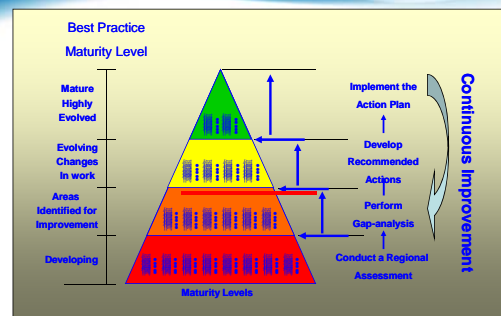 Best Practice
Maturity Level
Mature
Highly
Evolved
Evolving
Changes
In work
Areas
Identified for
Improvement
Developing
Maturity Levels
Implement the
Action Plan
Develop
Recommended
Actions
Perform
Gap-analysis
Conduct a Regional
Assessment
Continuous Improvement